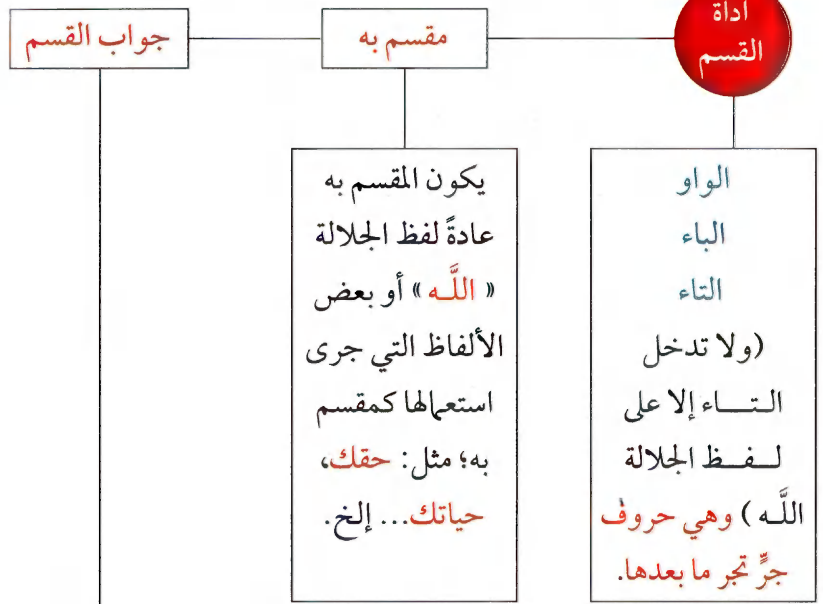 اداة
القسم
مقسم به
جواب القسم
الواو
الباء
التاء
(ولا تدخل
التـــاء إلا على
لــفــظ الجلالة
اللَّـه) وهي حروف
جرٍّ تجر ما بعدها.
يكون المقسم به
عادةً لفظ الجلالة
« اللَّـه » أو بعض
الألفاظ التي جرى
استعمالها كمقسم
به؛ مثل: حقك،
حياتك... إلخ.